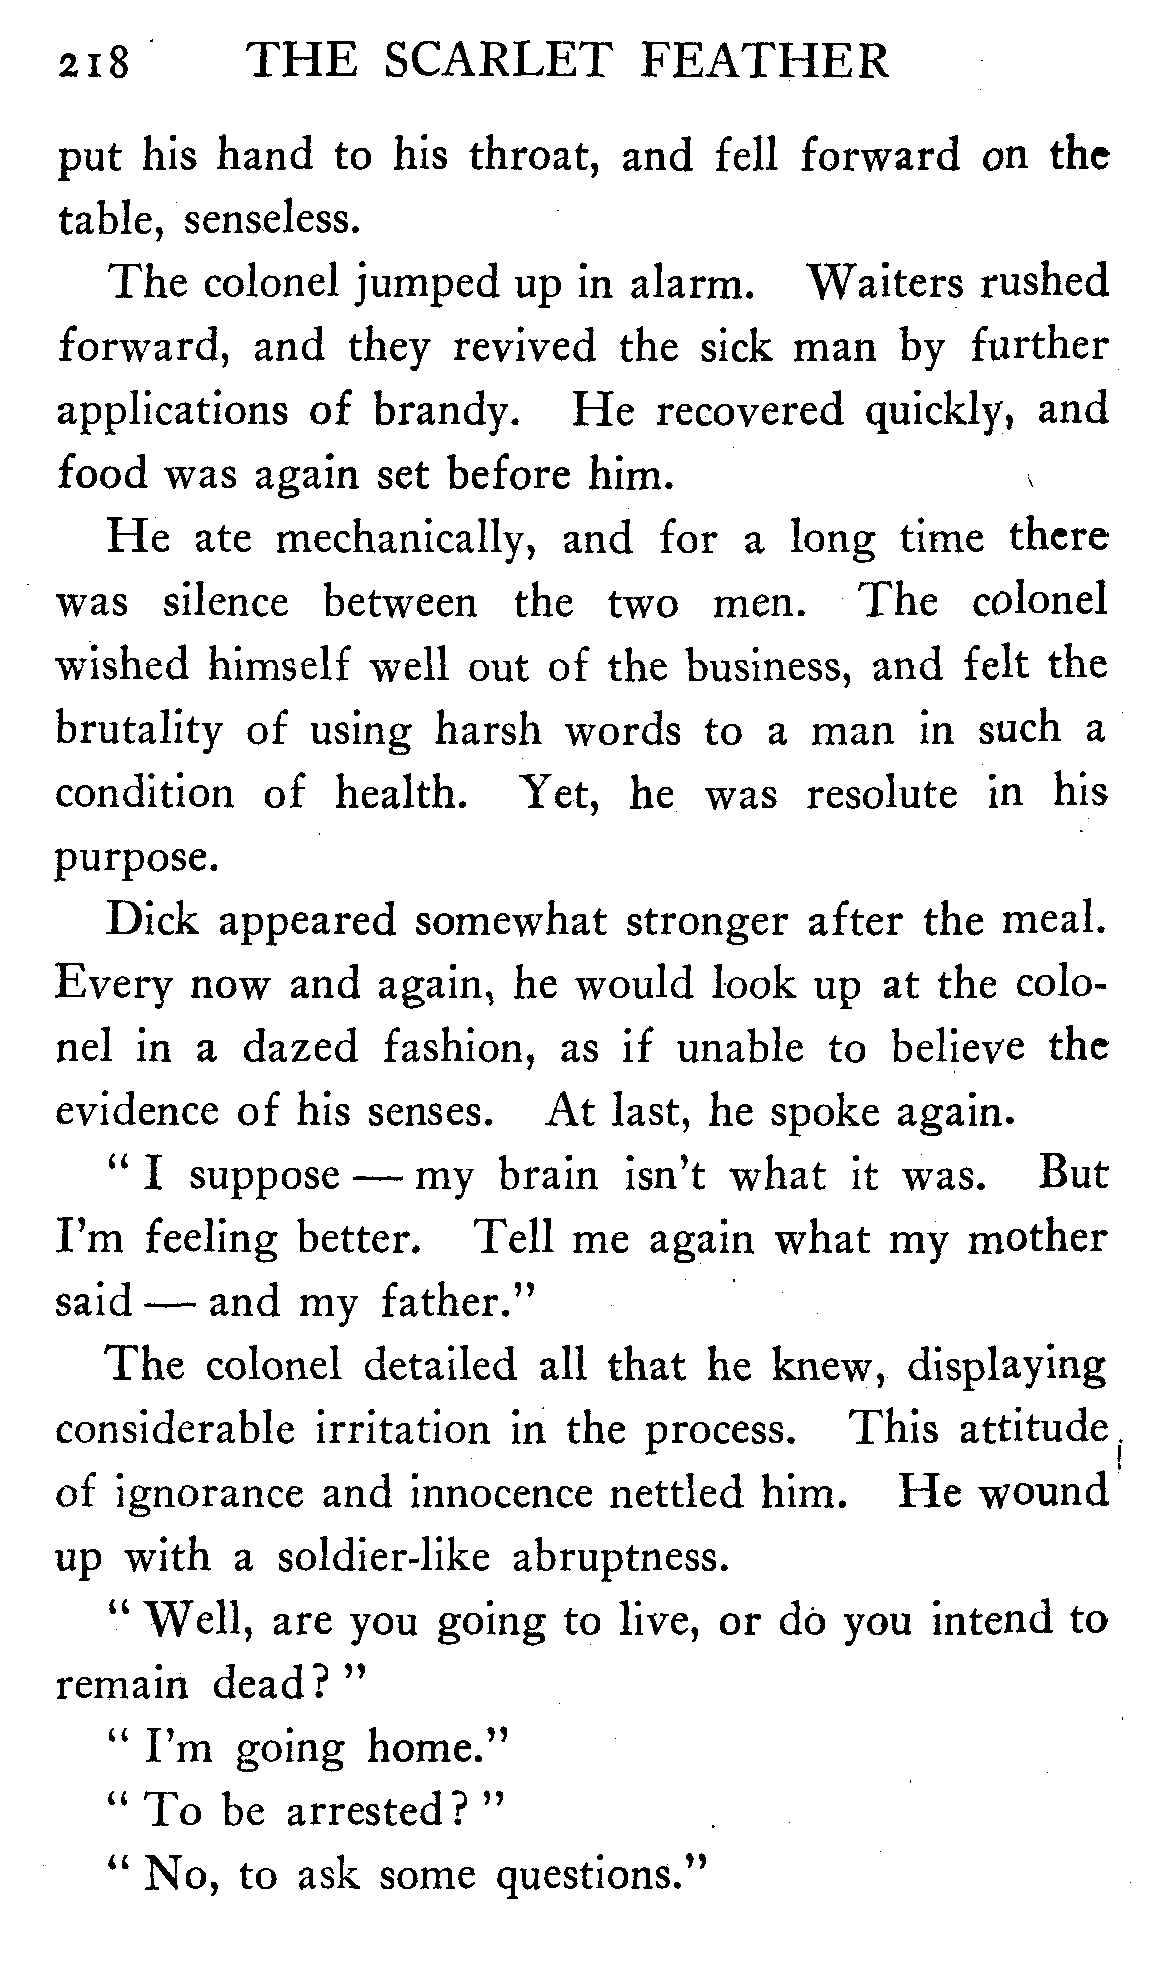 218 THE SCARLET FEATHER
put his hand to his throat, and fell forward on the
table, senseless.
The colonel jumped up in alarm. Waiters rushed
forward, and they revived the sick man by further
applications of brandy. He recovered quickly, and
food was again set before him.
He ate mechanically, and for a long time there
was silence between the two men. The colonel
wished himself well out of the business, and felt the
brutality of using harsh words to a man in such a
condition of health. Yet, he was resolute in his
purpose.
Dick appeared somewhat stronger after the meal.
Every now and again, he would look up at the colo-
nel in a dazed fashion, as if unable to believe the
evidence of his senses. At last, he spoke again.
“ I suppose — my brain isn’t what it was. But
I’m feeling better. Tell me again what my mother
said — and my father.”
The colonel detailed all that he knew, displaying
considerable irritation in the process. This attitude
of ignorance and innocence nettled him. He wound
up with a soldier-like abruptness.
“ Well, are you going to live, or do you intend to
remain dead? ”
“ I’m going home.”
“ To be arrested? ”
“ No, to ask some questions.”